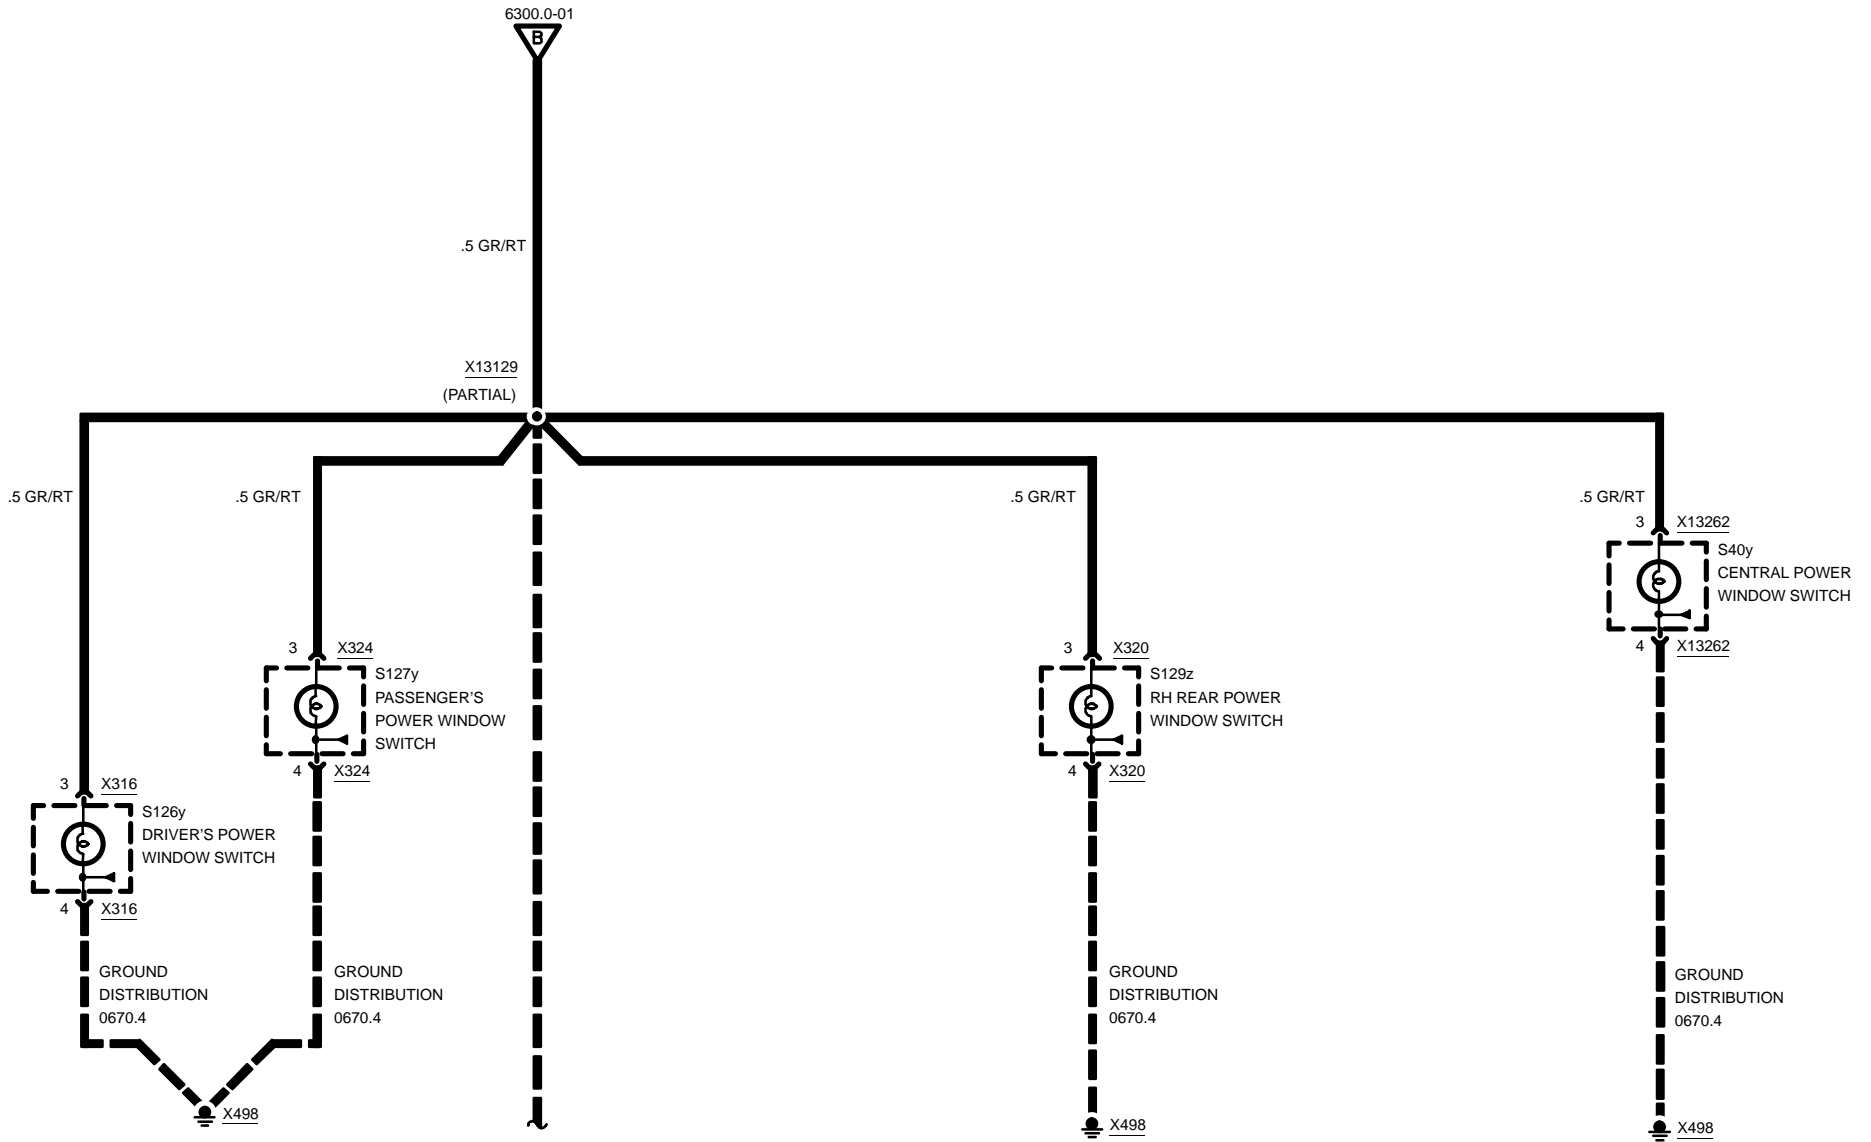 6300.0-01
B
.5 GR/RT
X13129
(PARTIAL)
.5 GR/RT
.5 GR/RT
.5 GR/RT
.5 GR/RT
3 X13262
S40y
CENTRAL POWER
WINDOW SWITCH
4 X13262
3 X324
S127y
PASSENGER'S
POWER WINDOW
SWITCH
4 X324
3 X320
S129z
RH REAR POWER
WINDOW SWITCH
4 X320
3 X316
S126y
DRIVER'S POWER
WINDOW SWITCH
4 X316
GROUND
DISTRIBUTION
0670.4
GROUND
DISTRIBUTION
0670.4
GROUND
DISTRIBUTION
0670.4
GROUND
DISTRIBUTION
0670.4
X498
X498
X498